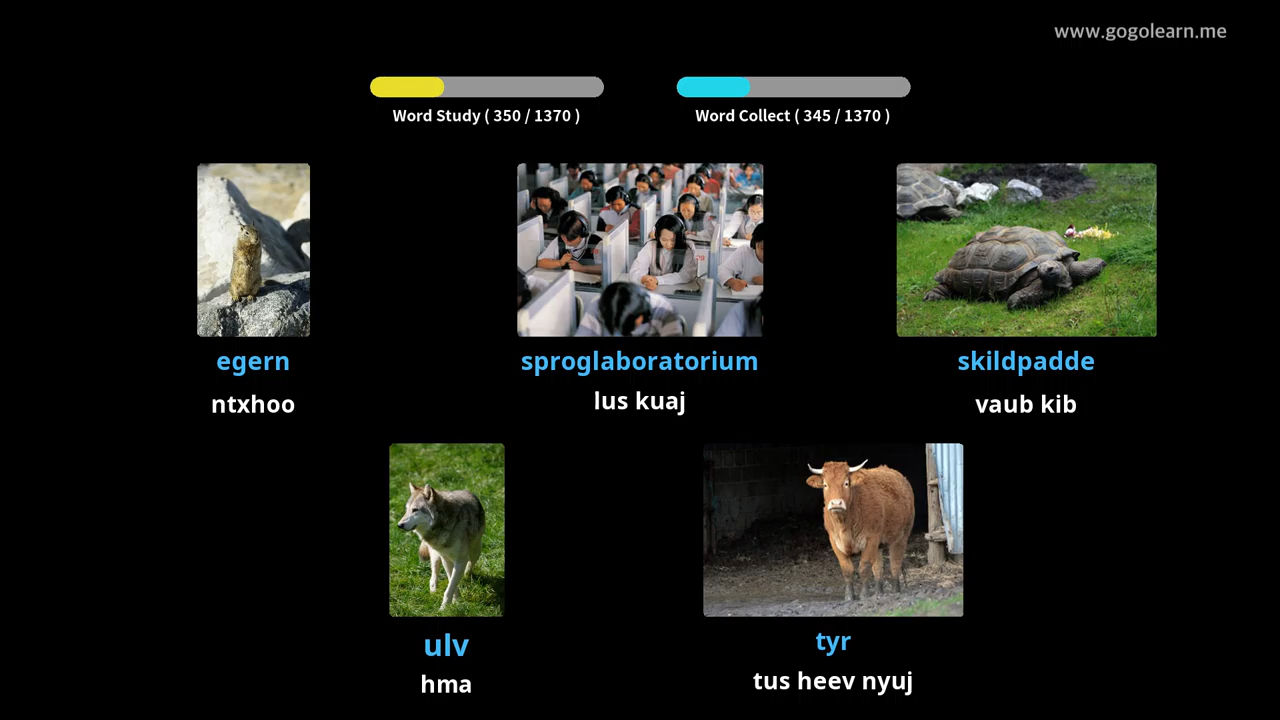 www.gogolearn.me
Word Study ( 350 / 1370 )
Word Collect ( 345 / 1370 )
egern
ntxhoo
sproglaboratorium
lus kuaj
skildpadde
vaub kib
ulv
hma
tyr
tus heev nyuj